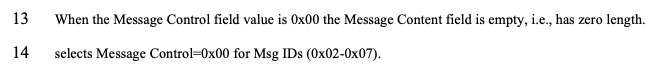 13 When the Message Control field value is 0x00 the Message Content field is empty, i.e., has zero length.
14 selects Message Control=0x00 for Msg IDs (0x02-0x07).